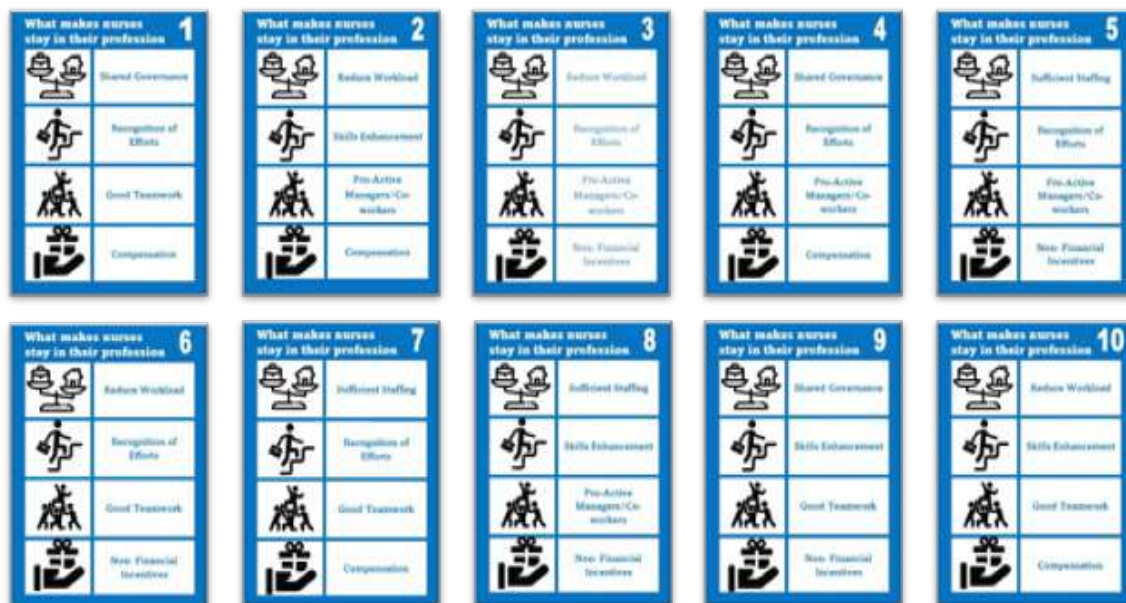 What makes nurses
stay in their profession
1
Shared Governance
Recognition of
Efforts
Good Teamwork
Compensation
What makes nurses
stay in their profession
2
Reduce Workload
Skills Enhancement
Pro-Active
Managers/Co-
workers
Compensation
What makes nurses
stay in their profession
3
Reduce Workload
Recognition of
Efforts
Pro-Active
Managers/Co-
workers
Non- Financial
Incentives
What makes nurses
stay in their profession
4
Shared Governance
Recognition of
Efforts
Pro-Active
Managers/Co-
workers
Compensation
What makes nurses
stay in their profession
5
Sufficient Staffing
Recognition of
Efforts
Pro-Active
Managers/Co-
workers
Non- Financial
Incentives
What makes nurses
stay in their profession
6
Reduce Workload
Recognition of
Efforts
Good Teamwork
Non- Financial
Incentives
What makes nurses
stay in their profession
7
Sufficient Staffing
Recognition of
Efforts
Good Teamwork
Compensation
What makes nurses
stay in their profession
8
Sufficient Staffing
Skills Enhancement
Pro-Active
Managers/Co-
workers
Non- Financial
Incentives
What makes nurses
stay in their profession
9
Shared Governance
Skills Enhancement
Good Teamwork
Non- Financial
Incentives
What makes nurses
stay in their profession
10
Reduce Workload
Skills Enhancement
Good Teamwork
Compensation